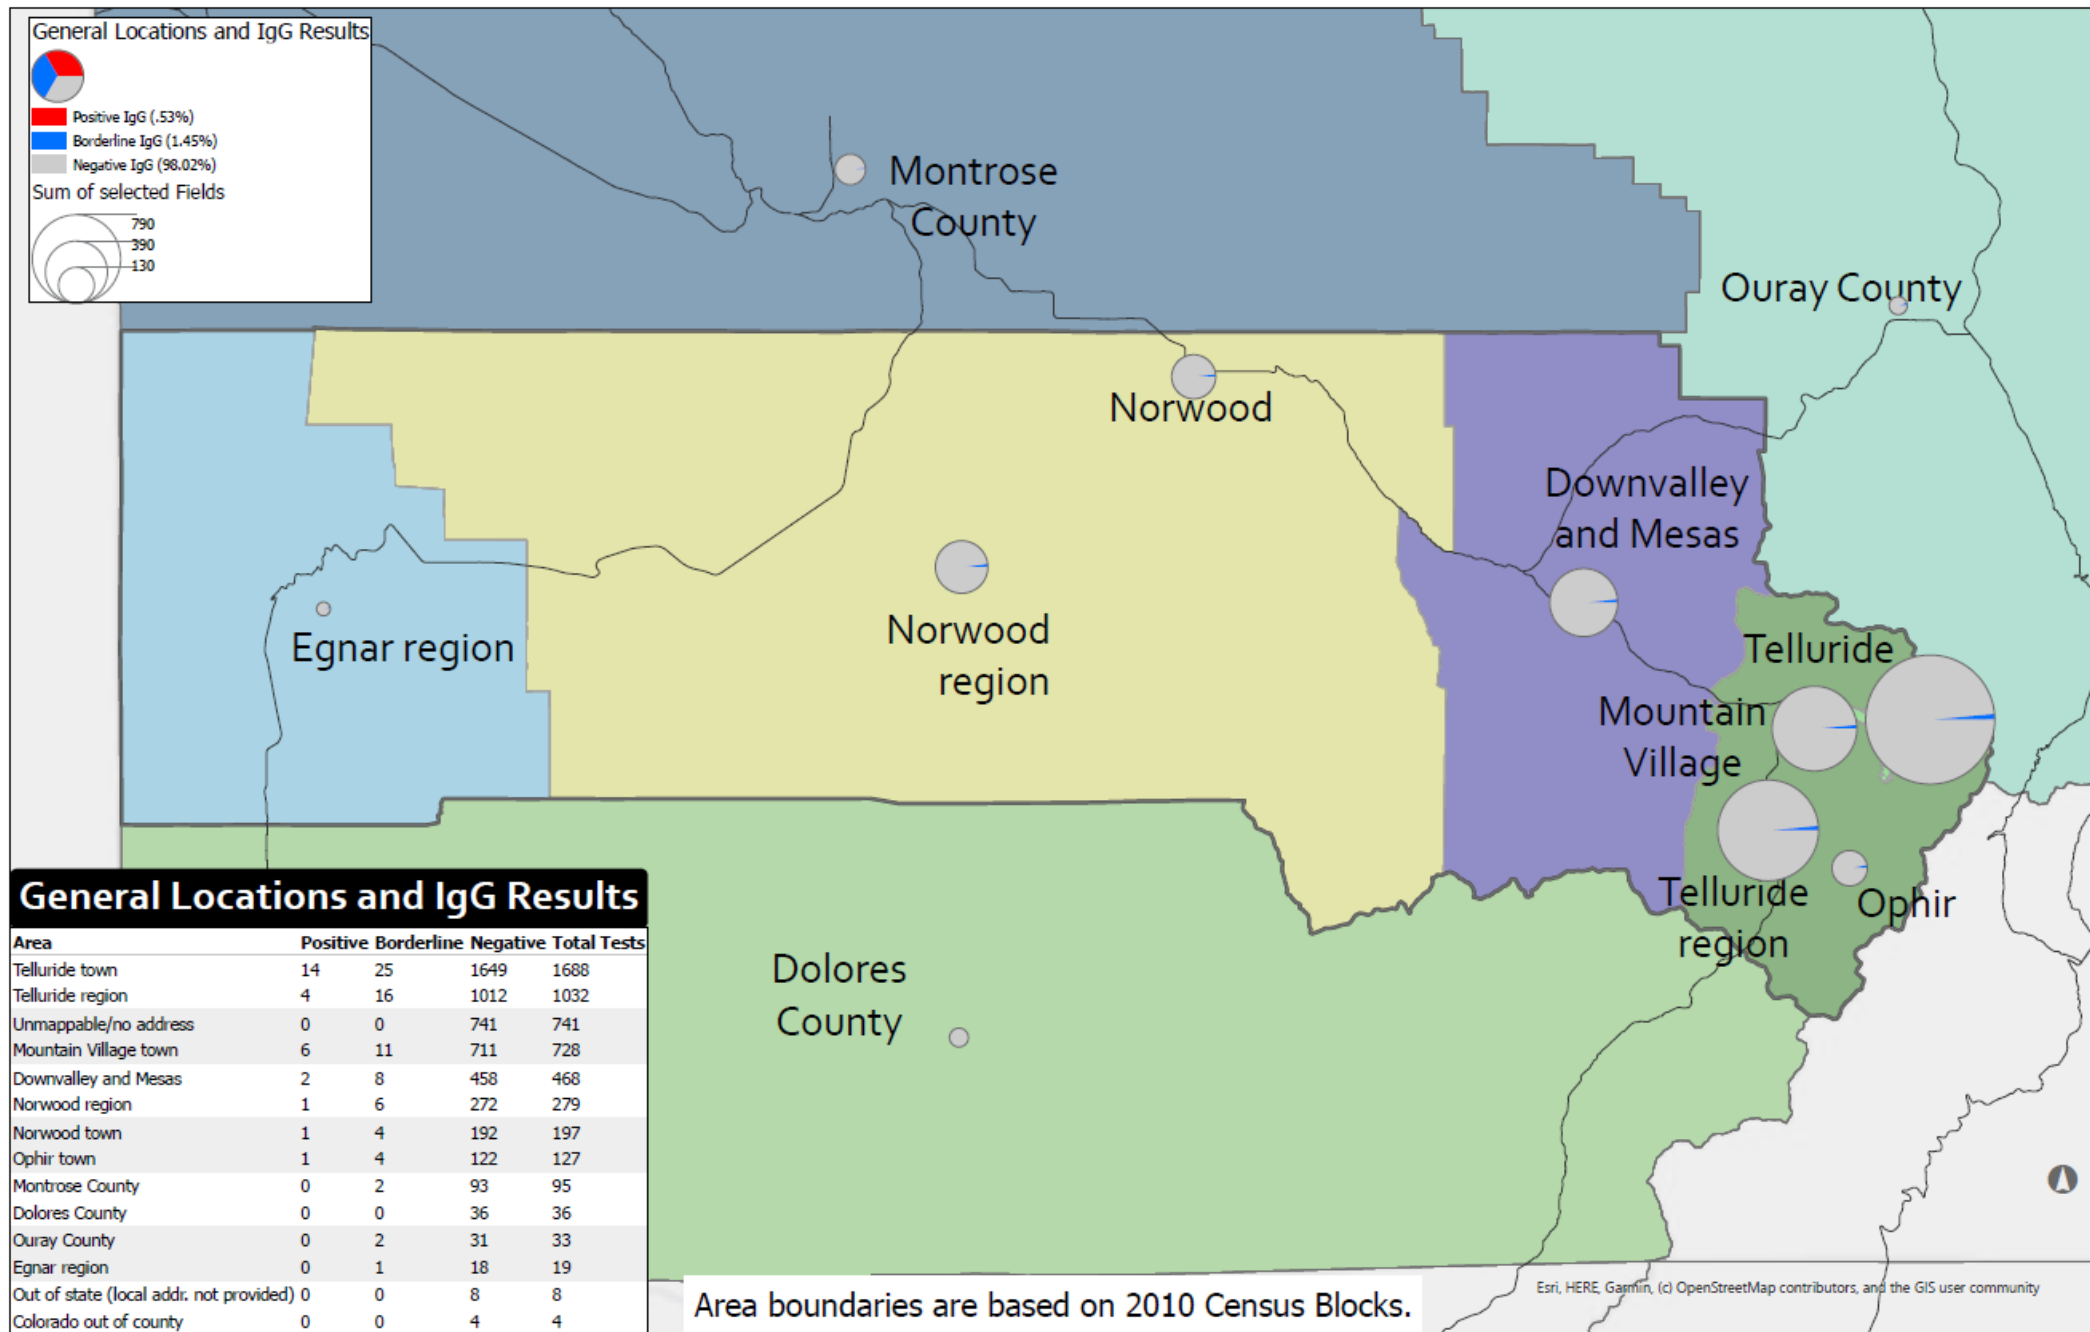 General Locations and IgG Results
Positive IgG (.53%)
Borderline IgG (1.45%)
Negative IgG (98.02%)
Sum of selected Fields
790
390
130
Montrose
County
Ouray County
Norwood
Downvalley
and Mesas
Egnar region
Norwood
region
Telluride
Mountain
Village
Telluride
region
Ophir
Dolores
County
General Locations and IgG Results
Area Positive Borderline Negative Total Tests
Telluride town 14 25 1649 1688
Telluride region 4 16 1012 1032
Unmappable/no address 0 0 741 741
Mountain Village town 6 11 711 728
Downvalley and Mesas 2 8 458 468
Norwood region 1 6 272 279
Norwood town 1 4 192 197
Ophir town 1 4 122 127
Montrose County 0 2 93 95
Dolores County 0 0 36 36
Ouray County 0 2 31 33
Egnar region 0 1 18 19
Out of state (local addr. not provided) 0 0 8 8
Colorado out of county 0 0 4 4
Area boundaries are based on 2010 Census Blocks.
Esri, HERE, Garmin, (c) OpenStreetMap contributors, and the GIS user community